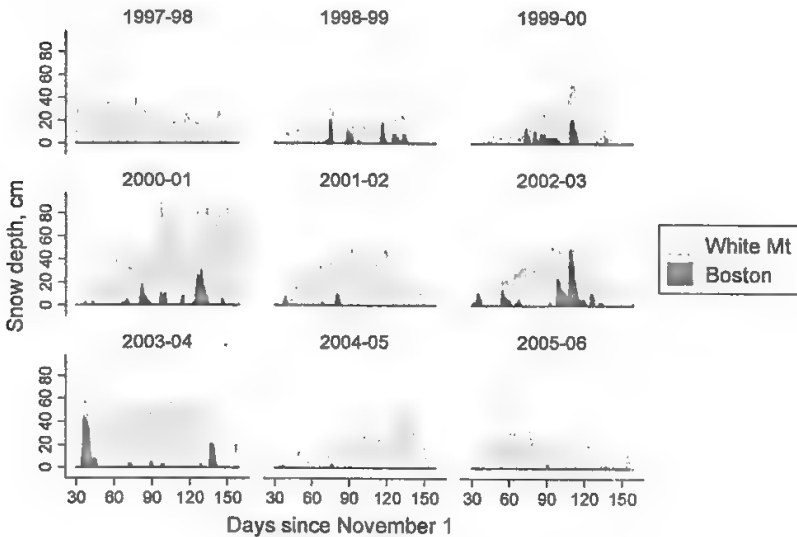 1997-98 1998-99 1999-00
0 20 40 60 80
2000-01 2001-02 2002-03
0 20 40 60 80
2003-04 2004-05 2005-06
0 20 40 60 80
30 60 90 120 150 30 60 90 120 150 30 60 90 120 150
Snow depth, cm
Days since November 1
White Mt
Boston